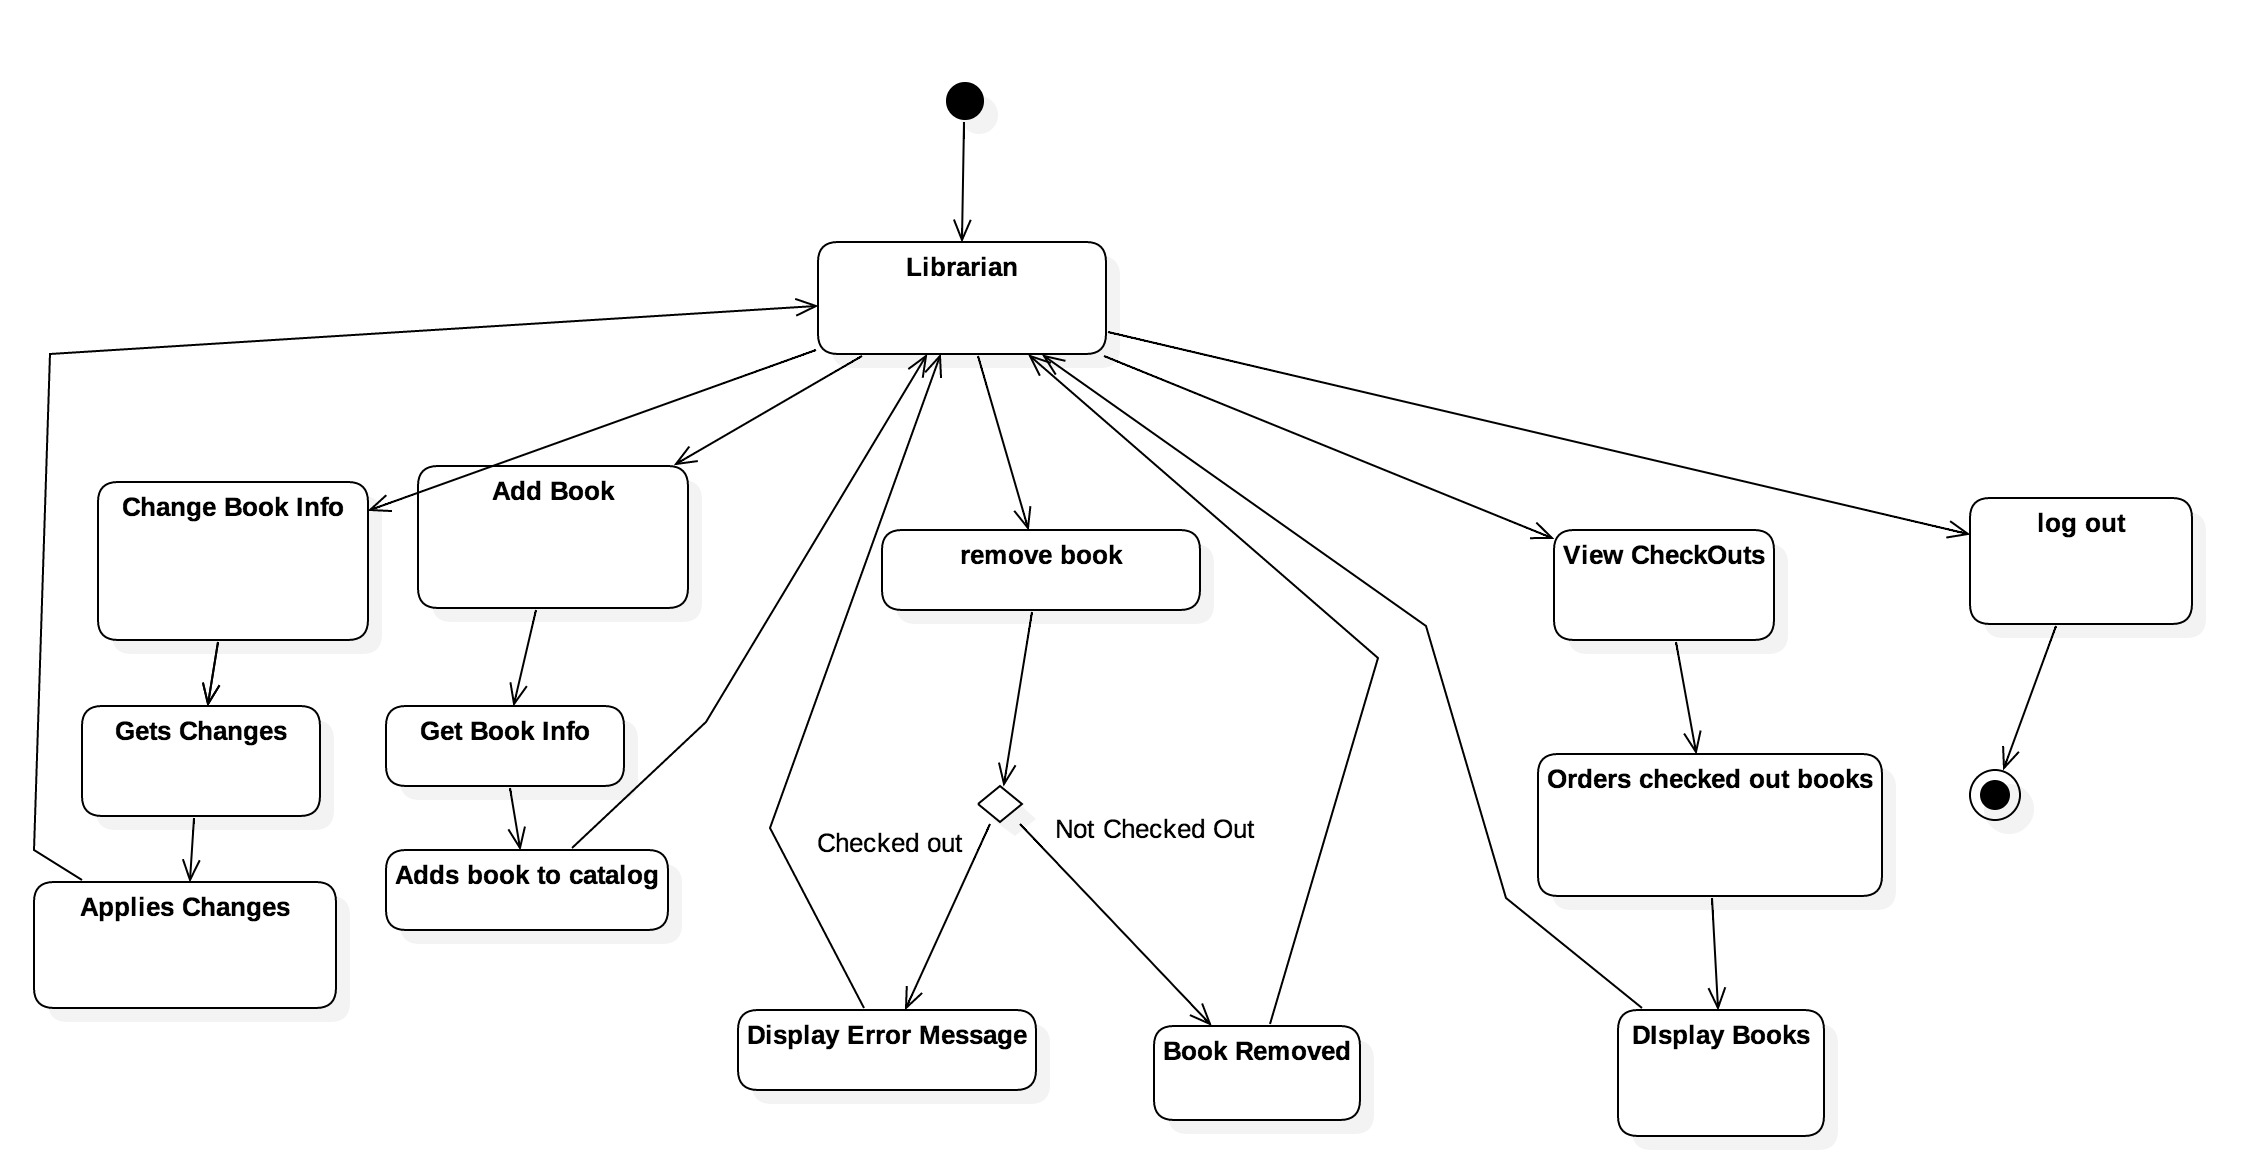 Librarian
Change Book Info
Add Book
remove book
View CheckOuts
log out
Gets Changes
Get Book Info
Orders checked out books
Checked out
Not Checked Out
Applies Changes
Adds book to catalog
Display Error Message
Book Removed
DIsplay Books